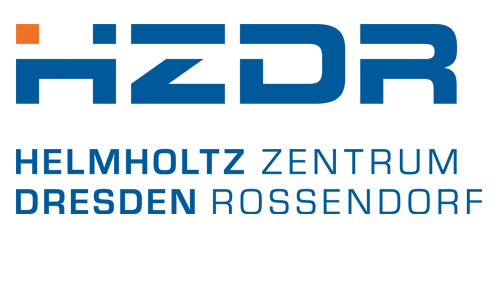 HZDR
HELMHOLTZ ZENTRUM
DRESDEN ROSSENDORF